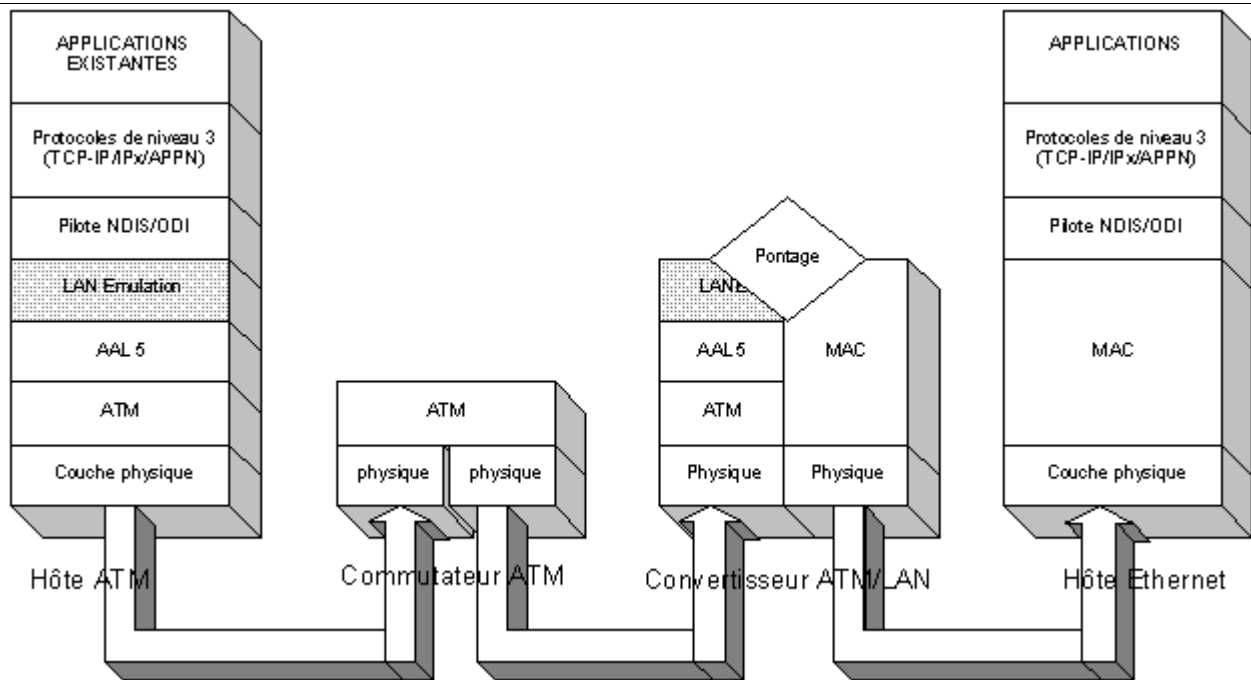 APPLICATIONS
EXISTANTES
Protocoles de niveau 3
(TCP-IP/IPx/APPN)
Pilote NDIS/ODI
LAN Emulation
AAL 5
ATM
Couche physique
Hôte ATM
ATM
physique
physique
Commutateur ATM
Pontage
LANE
AAL 5
MAC
ATM
Physique
Physique
Convertisseur ATM/LAN
APPLICATIONS
Protocoles de niveau 3
(TCP-IP/IPx/APPN)
Pilote NDIS/ODI
MAC
Couche physique
Hôte Ethernet